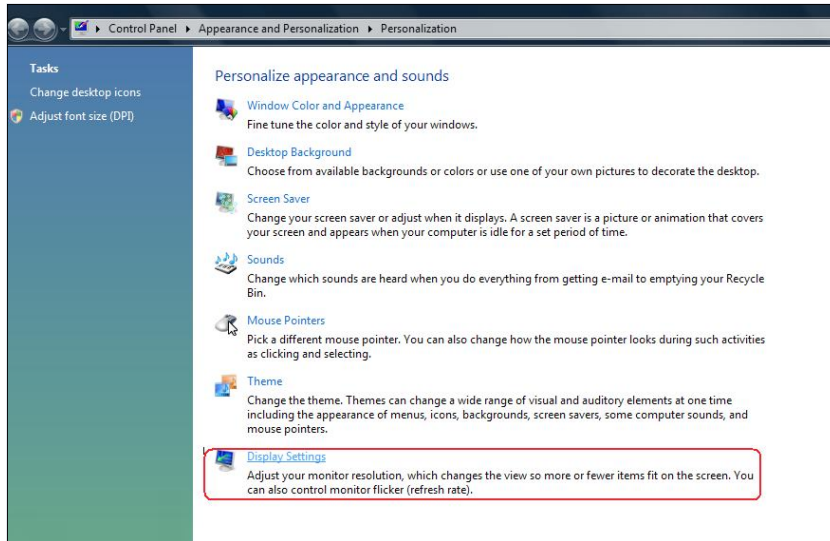 Control Panel ▸ Appearance and Personalization ▸ Personalization
Tasks
Change desktop icons
Adjust font size (DPI)
Personalize appearance and sounds
Window Color and Appearance
Fine tune the color and style of your windows.
Desktop Background
Choose from available backgrounds or colors or use one of your own pictures to decorate the desktop.
Screen Saver
Change your screen saver or adjust when it displays. A screen saver is a picture or animation that covers
your screen and appears when your computer is idle for a set period of time.
Sounds
Change which sounds are heard when you do everything from getting e-mail to emptying your Recycle
Bin.
Mouse Pointers
Pick a different mouse pointer. You can also change how the mouse pointer looks during such activities
as clicking and selecting.
Theme
Change the theme. Themes can change a wide range of visual and auditory elements at one time
including the appearance of menus, icons, backgrounds, screen savers, some computer sounds, and
mouse pointers.
Display Settings
Adjust your monitor resolution, which changes the view so more or fewer items fit on the screen. You
can also control monitor flicker (refresh rate).